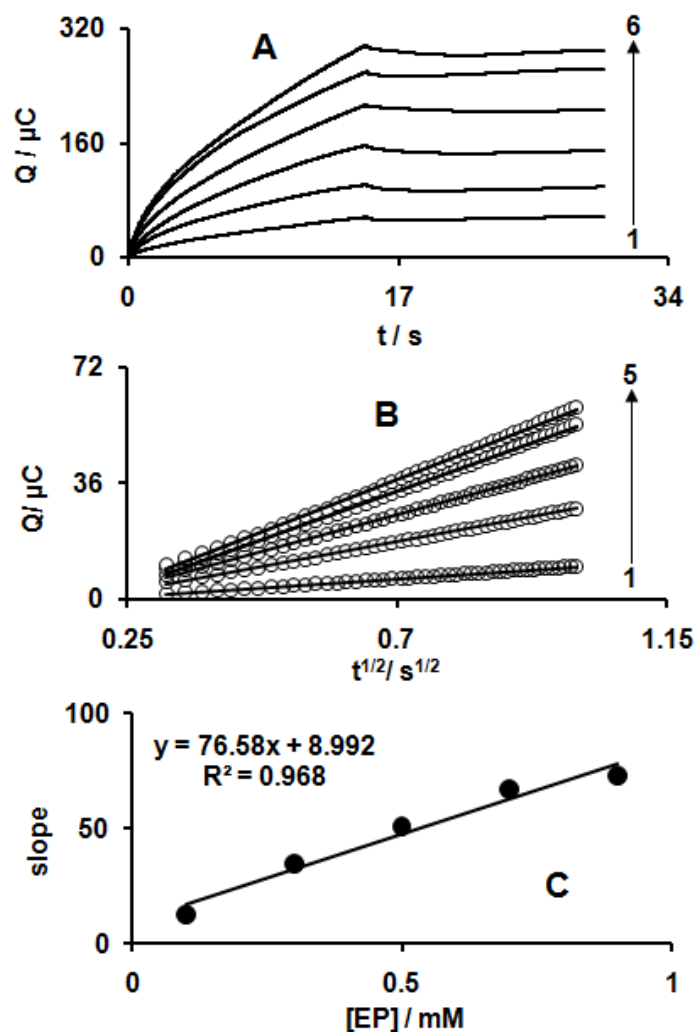 320
A
6
Q / µC
160
1
0
0
17
34
t / s
72
B
5
Q/ µC
36
1
0
0.25
0.7
1.15
t^{1/2}/ s^{1/2}
100
y = 76.58x + 8.992
R² = 0.968
slope
50
C
0
0
0.5
1
[EP] / mM